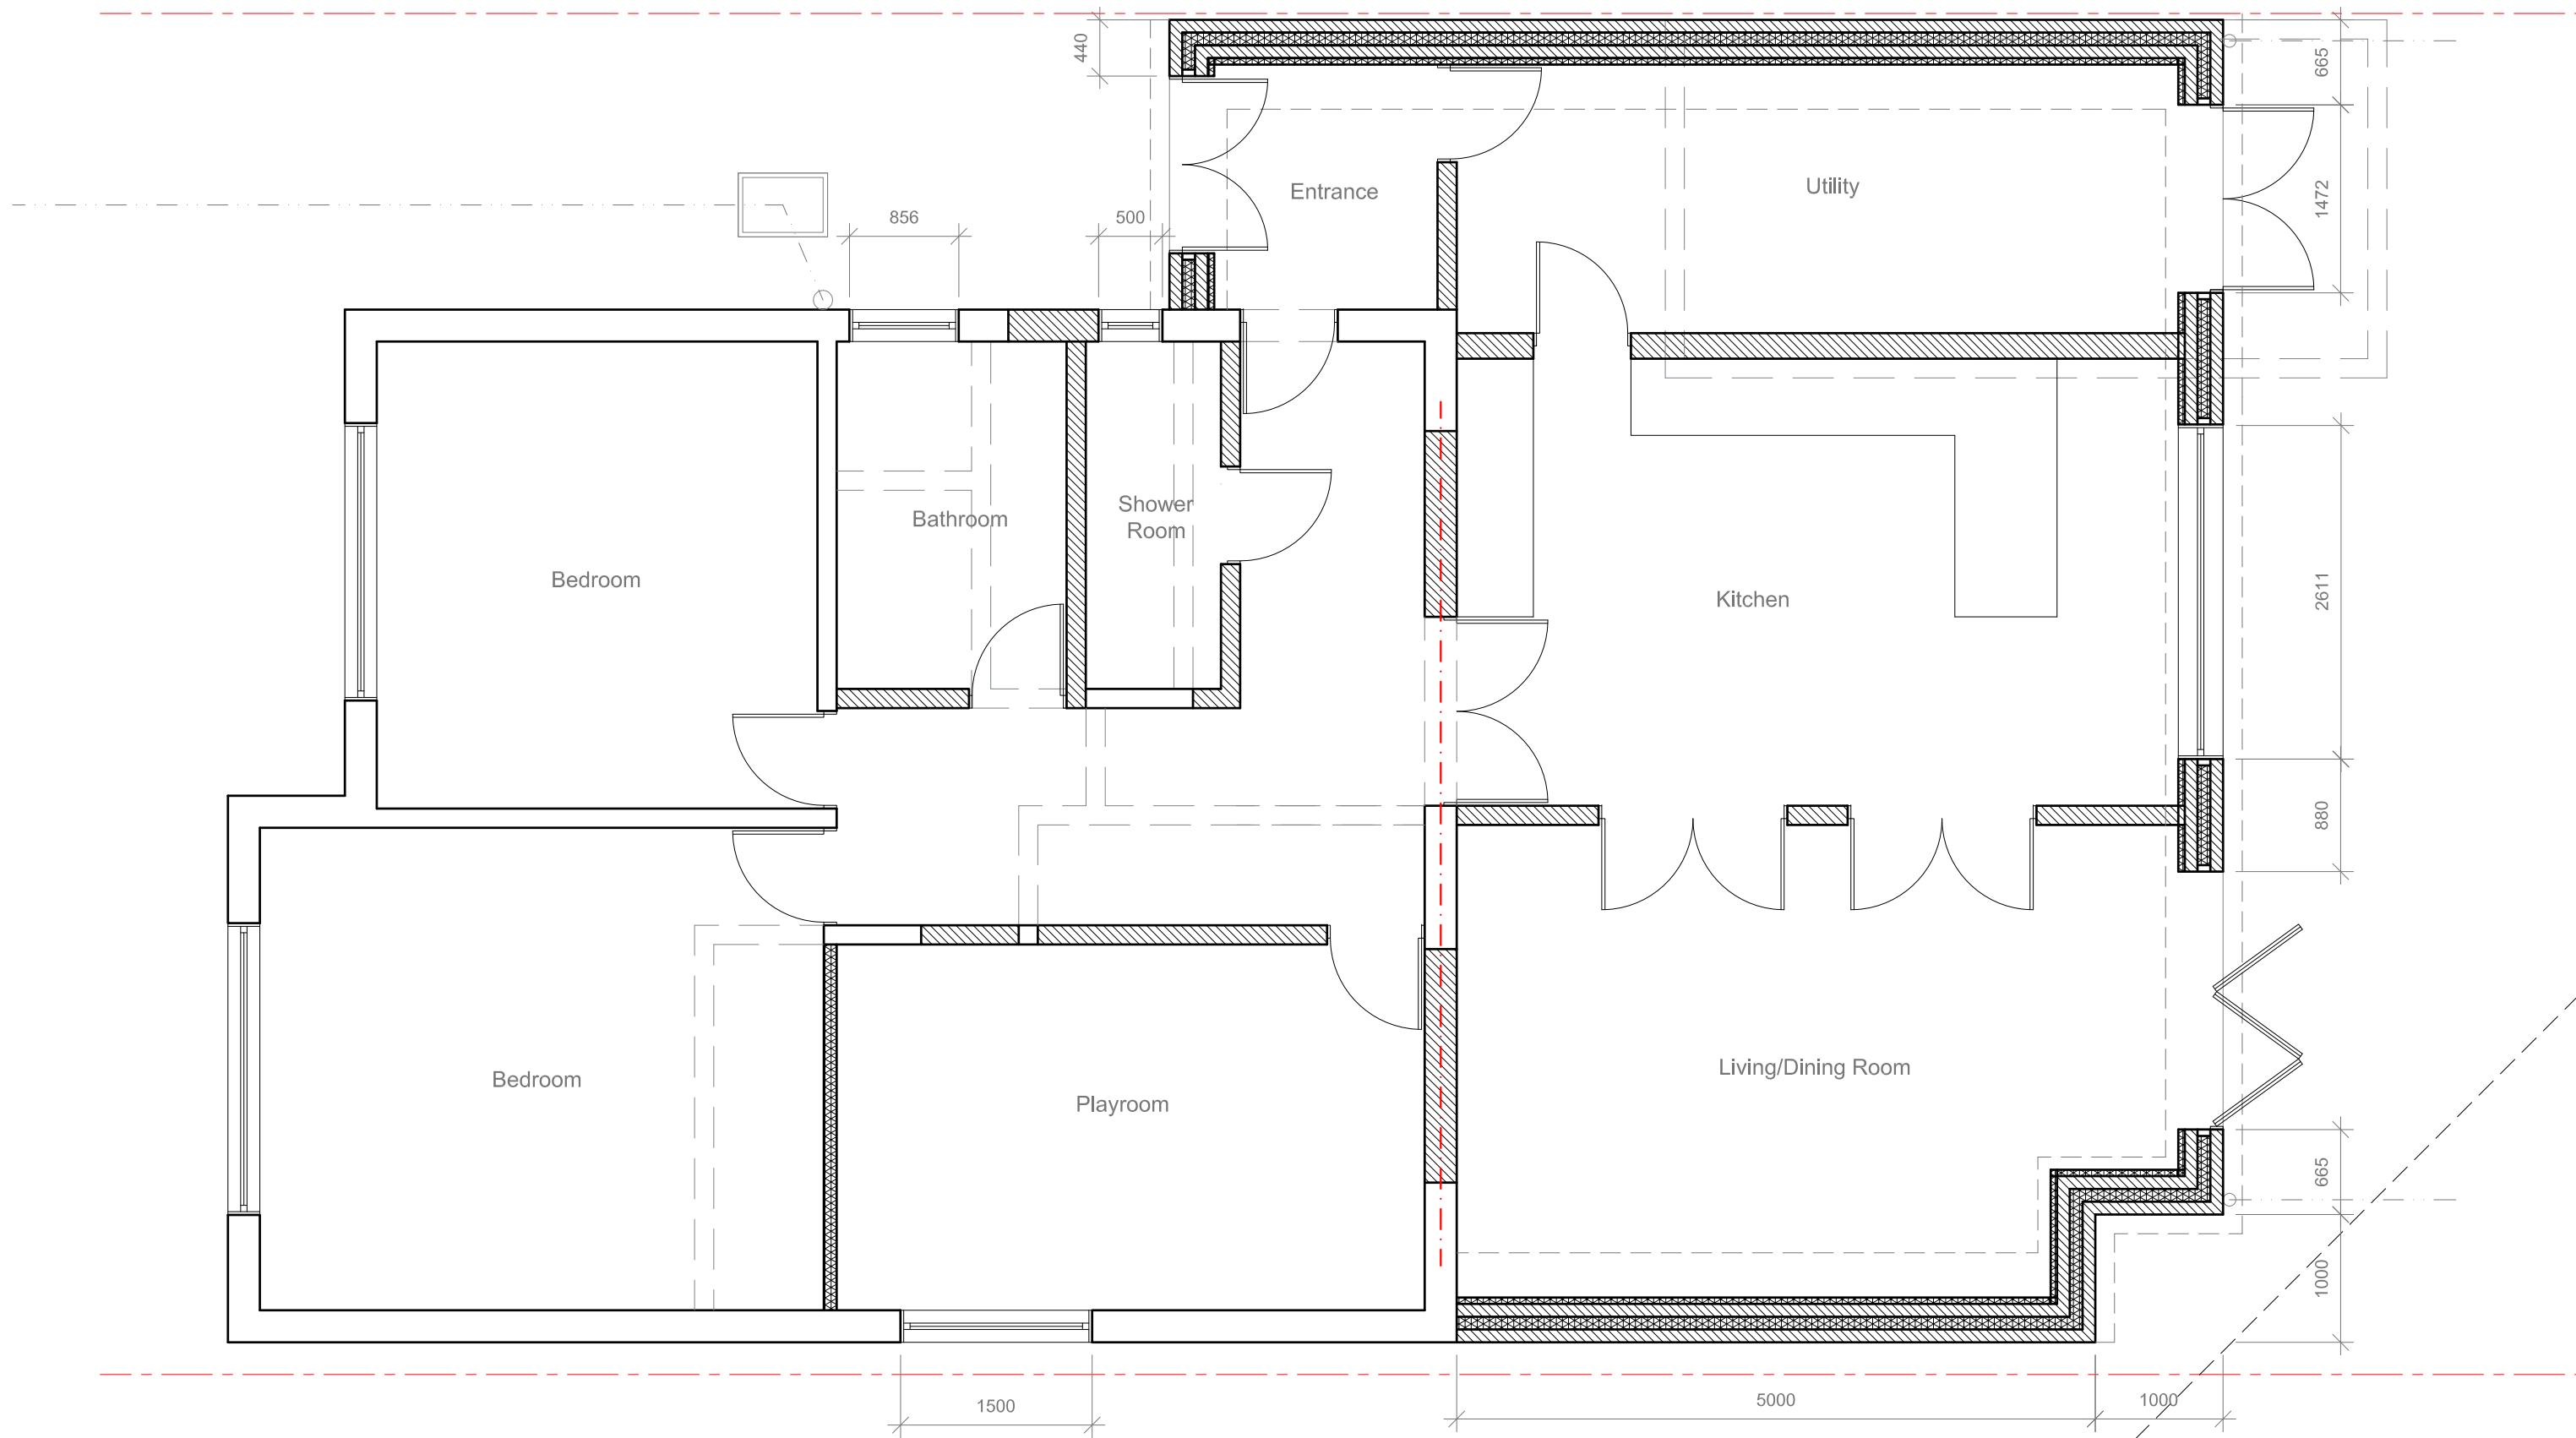 440
665
Entrance
Utility
1472
856
500
Shower
Room
Bathroom
Bedroom
Kitchen
2611
880
Living/Dining Room
Bedroom
Playroom
665
1000
1500
5000
1000